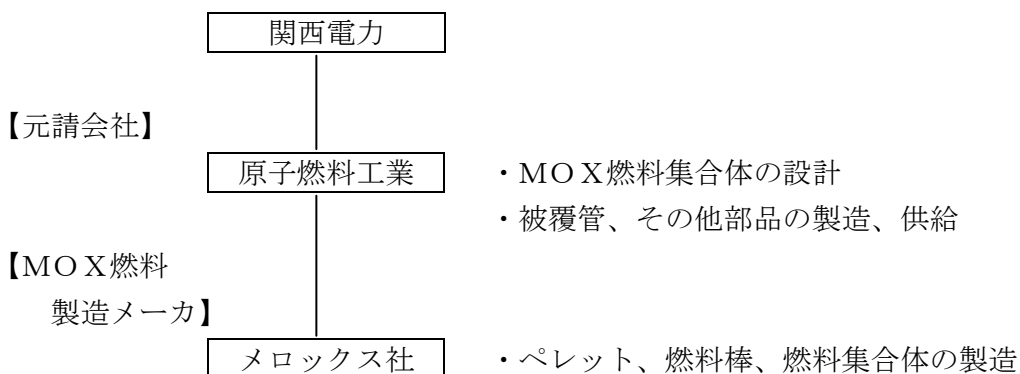 関西電力
【元請会社】
原子燃料工業 ・MOX燃料集合体の設計
・被覆管、その他部品の製造、供給
【MOX燃料
製造メーカ】
メロックス社 ・ペレット、燃料棒、燃料集合体の製造